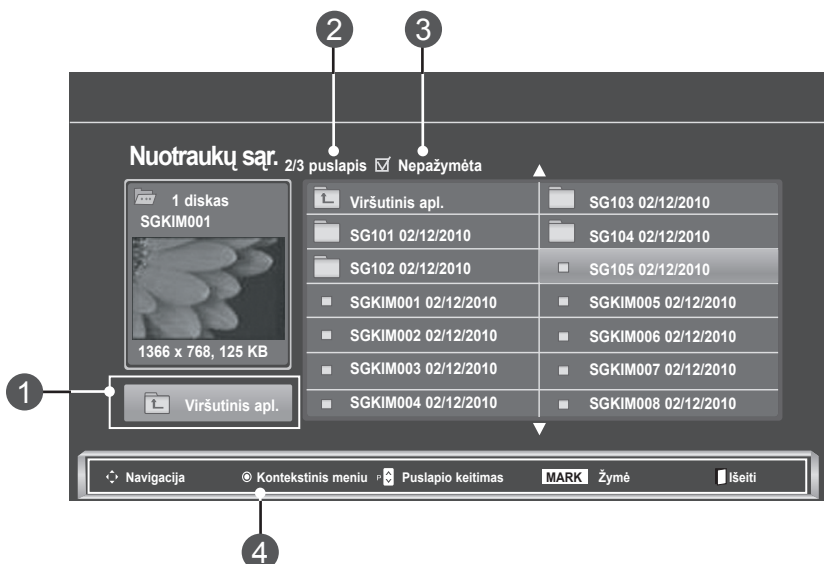 2 3
Nuotraukų sąr. 2/3 puslapis Nepažymėta
1 diskas
SGKIM001
1366 x 768, 125 KB
1
Viršutinis apl.
Viršutinis apl.
SG101 02/12/2010
SG102 02/12/2010
SGKIM001 02/12/2010
SGKIM002 02/12/2010
SGKIM003 02/12/2010
SGKIM004 02/12/2010
SG103 02/12/2010
SG104 02/12/2010
SG105 02/12/2010
SGKIM005 02/12/2010
SGKIM006 02/12/2010
SGKIM007 02/12/2010
SGKIM008 02/12/2010
Navigacija Kontekstinis meniu P Puslapio keitimas MARK Žymė Išeiti
4